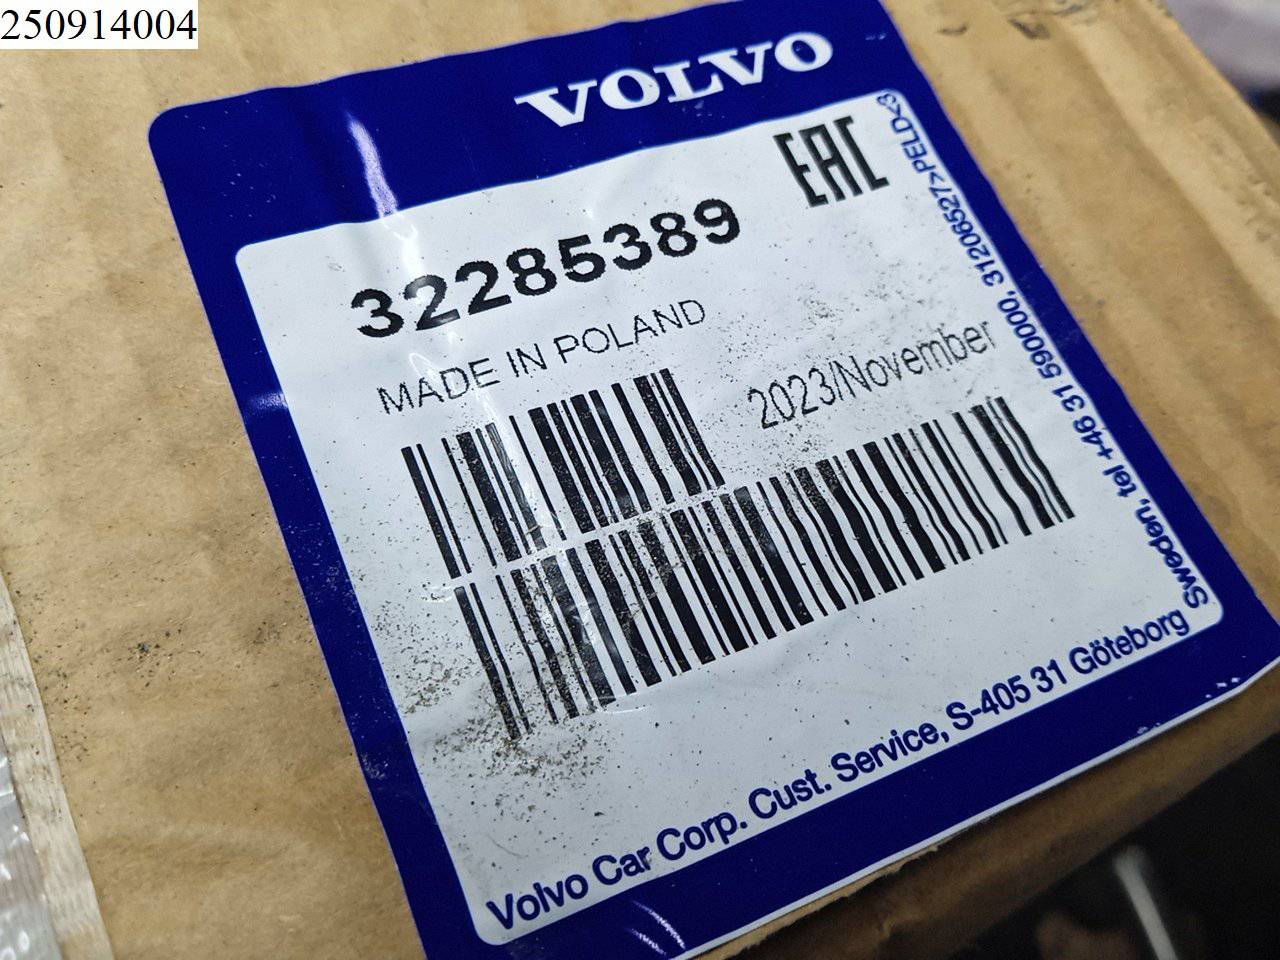 250914004
VOLVO
EAC
32285389
MADE IN POLAND
2023/November
Volvo Car Corp. Cust. Service, S-405 31 Göteborg
Sweden, tel +46 31 590000, 31206527>PELD<3